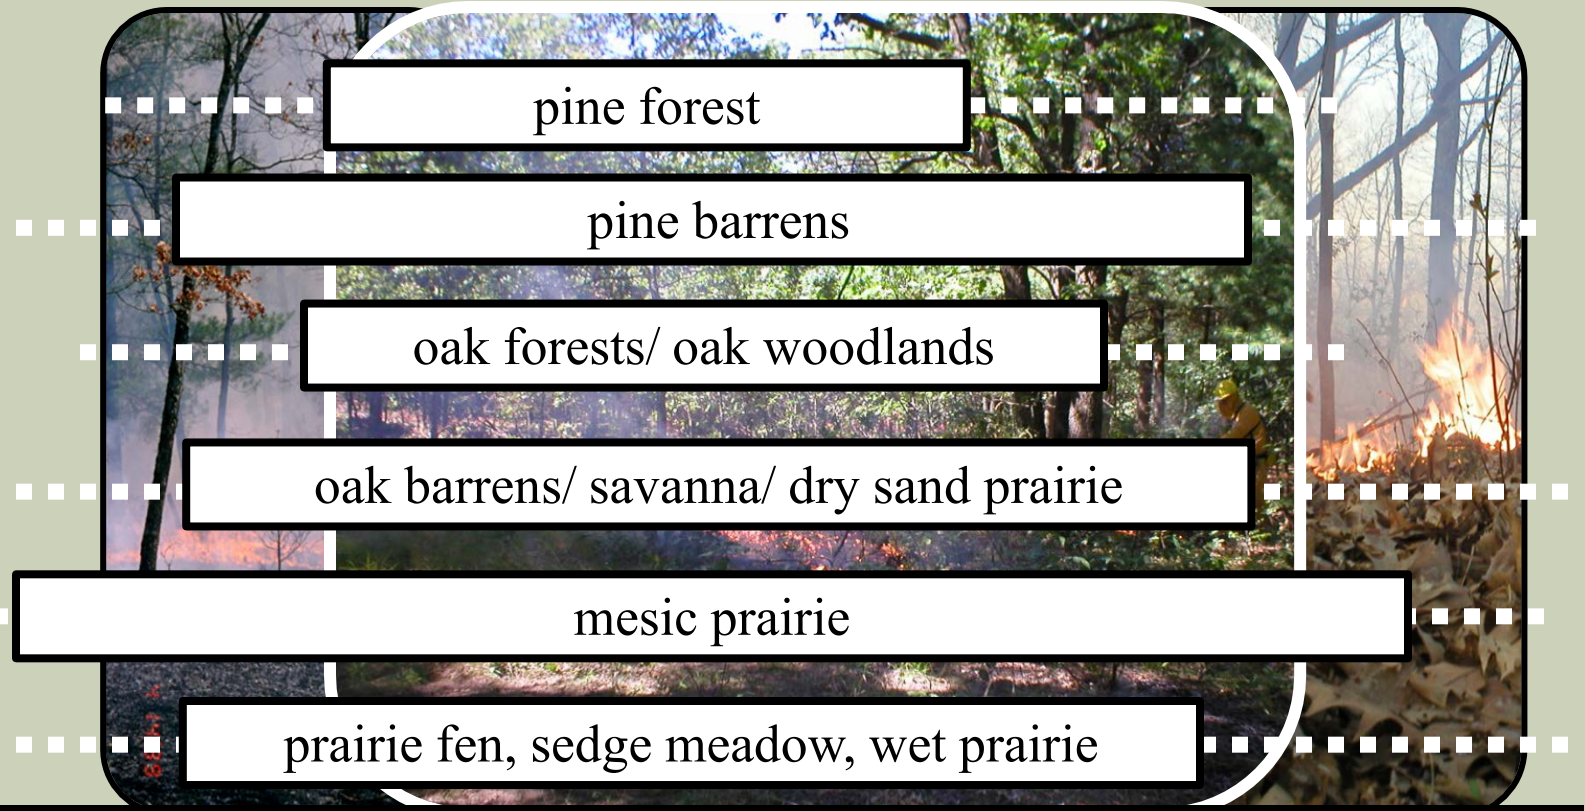 pine forest
pine barrens
oak forests/ oak woodlands
oak barrens/ savanna/ dry sand prairie
mesic prairie
prairie fen, sedge meadow, wet prairie